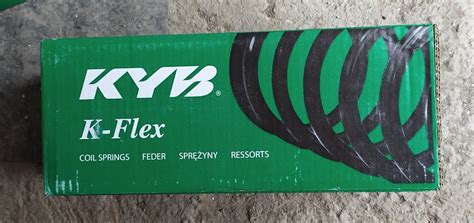 KYB®
K-Flex
COIL SPRINGS FEDER SPRĘŻYNY RESSORTS